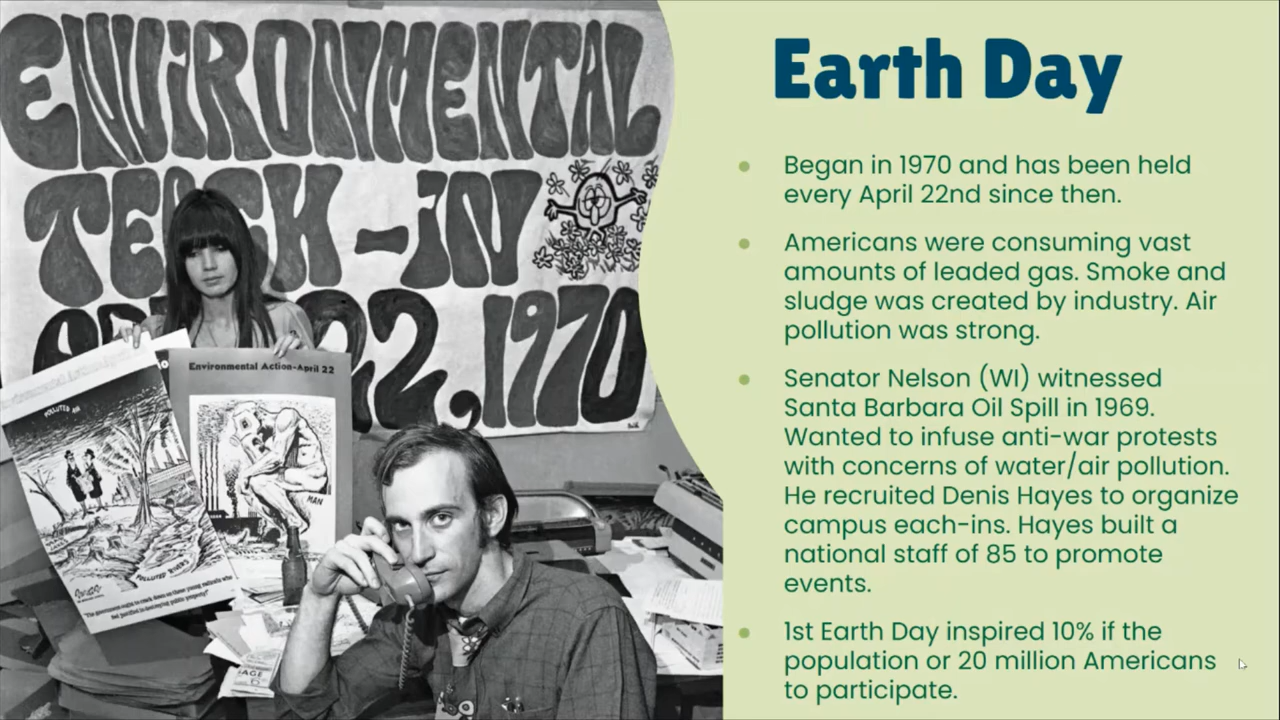 ENVIRONMENTAL
TEACH-IN
22, 1970
Environmental Action-April 22
POLLUTED AIR
MAN
POLLUTED RIVERS
Earth Day
Began in 1970 and has been held
every April 22nd since then.
Americans were consuming vast
amounts of leaded gas. Smoke and
sludge was created by industry. Air
pollution was strong.
Senator Nelson (WI) witnessed
Santa Barbara Oil Spill in 1969.
Wanted to infuse anti-war protests
with concerns of water/air pollution.
He recruited Denis Hayes to organize
campus each-ins. Hayes built a
national staff of 85 to promote
events.
1st Earth Day inspired 10% if the
population or 20 million Americans
to participate.